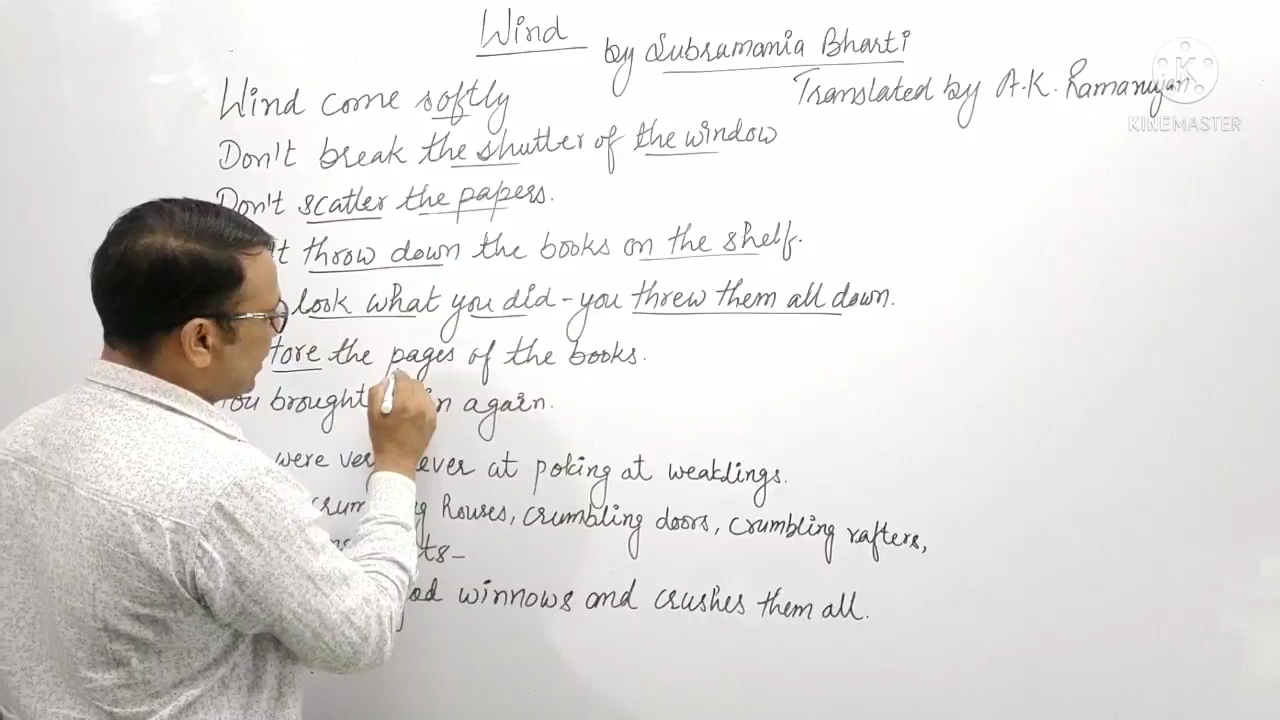 Wind
by Subramania Bharti
Translated by A.K. Ramanujan
KINEMASTER
Wind come softly
Don't break the shutter of the window
Don't scatter the papers.
throw down the books on the shelf.
look what you did - you threw them all down.
tore the pages of the books.
You brought again.
were very clever at poking at weaklings.
houses, crumbling doors, crumbling rafters,
god winnows and crushes them all.